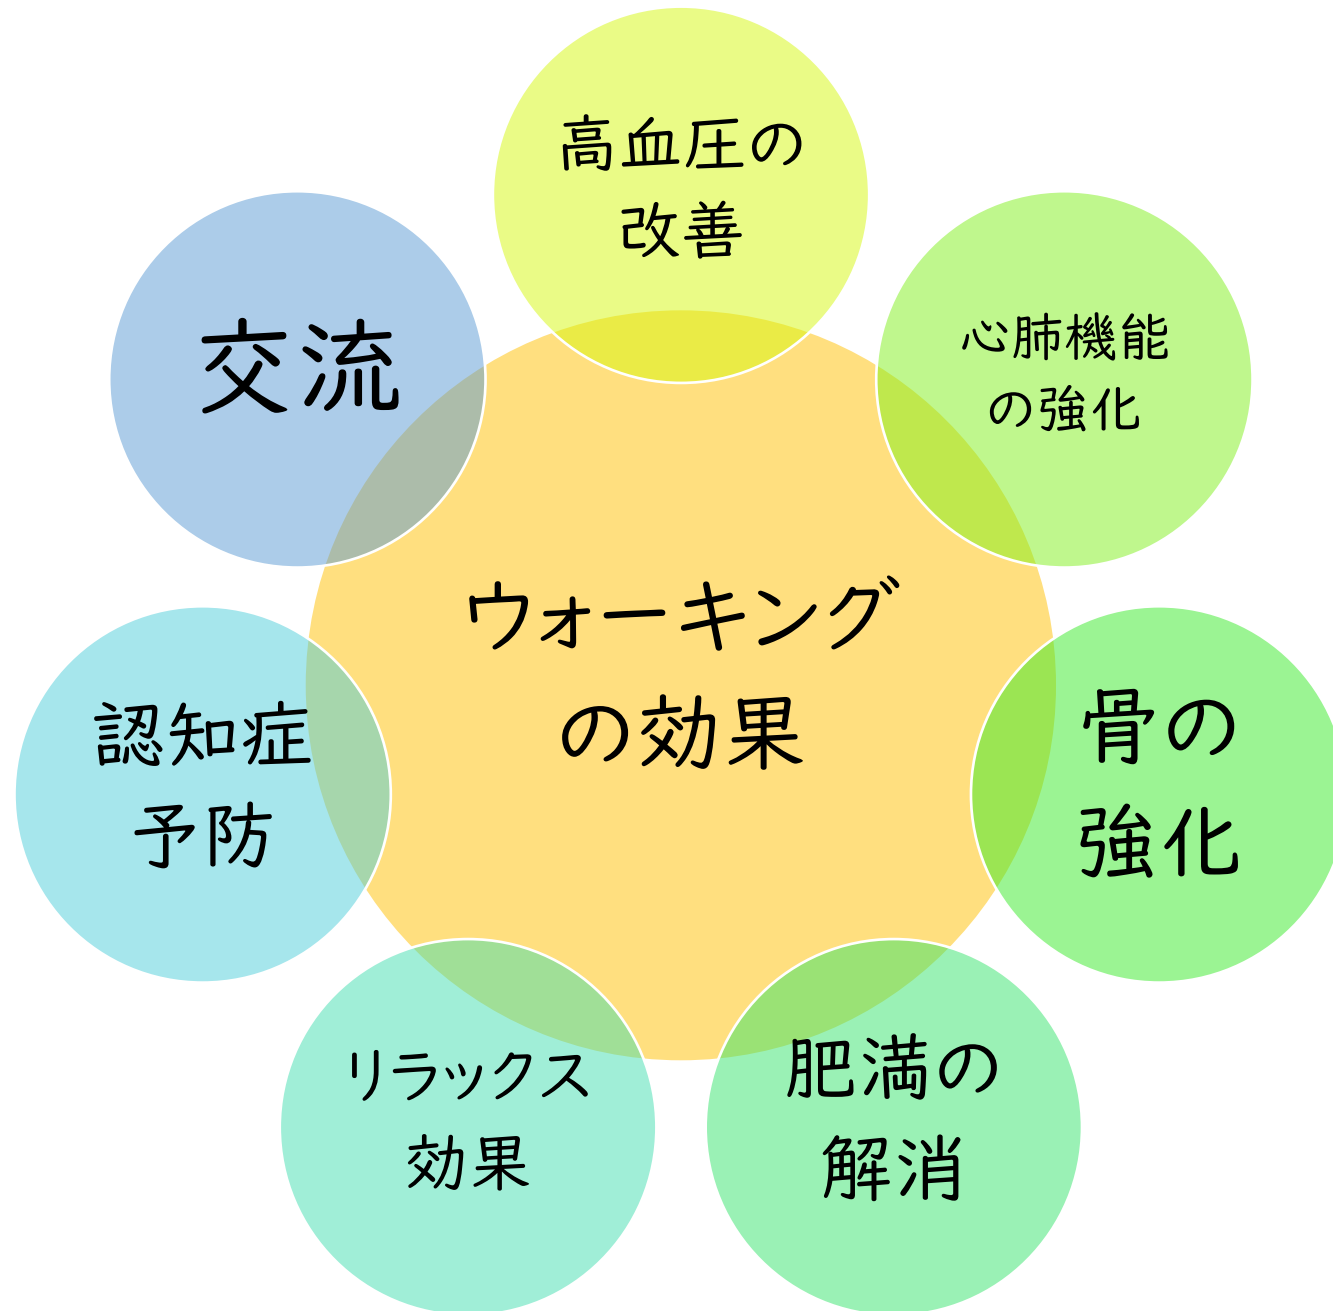 高血圧の
改善
心肺機能
の強化
骨の
強化
肥満の
解消
リラックス
効果
認知症
予防
交流
ウォーキング
の効果